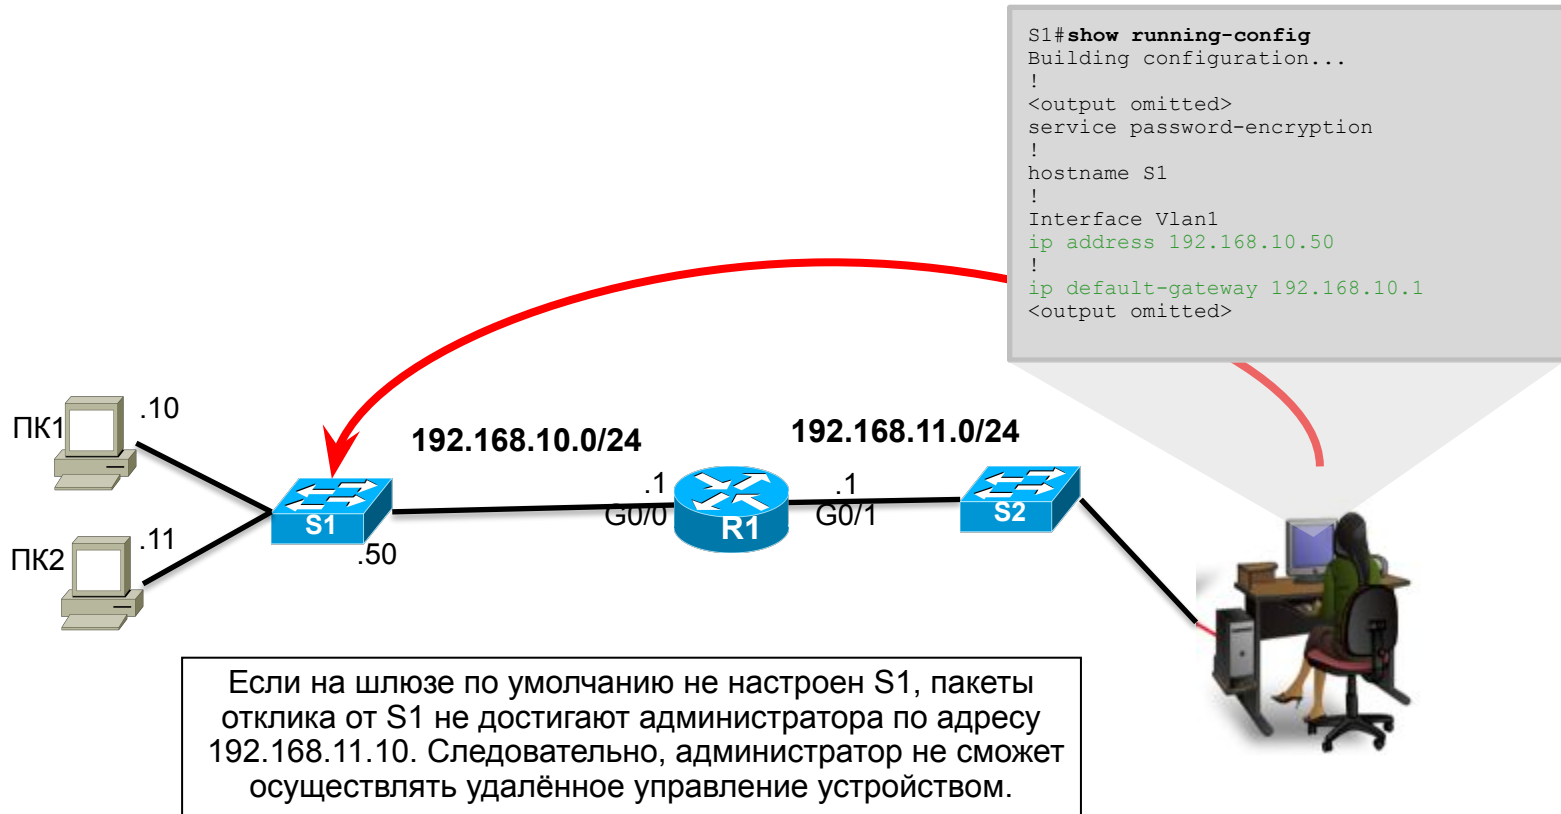 S1#show running-config
Building configuration...
!
<output omitted>
service password-encryption
!
hostname S1
!
Interface Vlan1
ip address 192.168.10.50
!
ip default-gateway 192.168.10.1
<output omitted>
ПК1
.10
192.168.10.0/24
192.168.11.0/24
.1
G0/0
.1
G0/1
S1
R1
S2
.50
ПК2
.11
Если на шлюзе по умолчанию не настроен S1, пакеты
отклика от S1 не достигают администратора по адресу
192.168.11.10. Следовательно, администратор не сможет
осуществлять удалённое управление устройством.